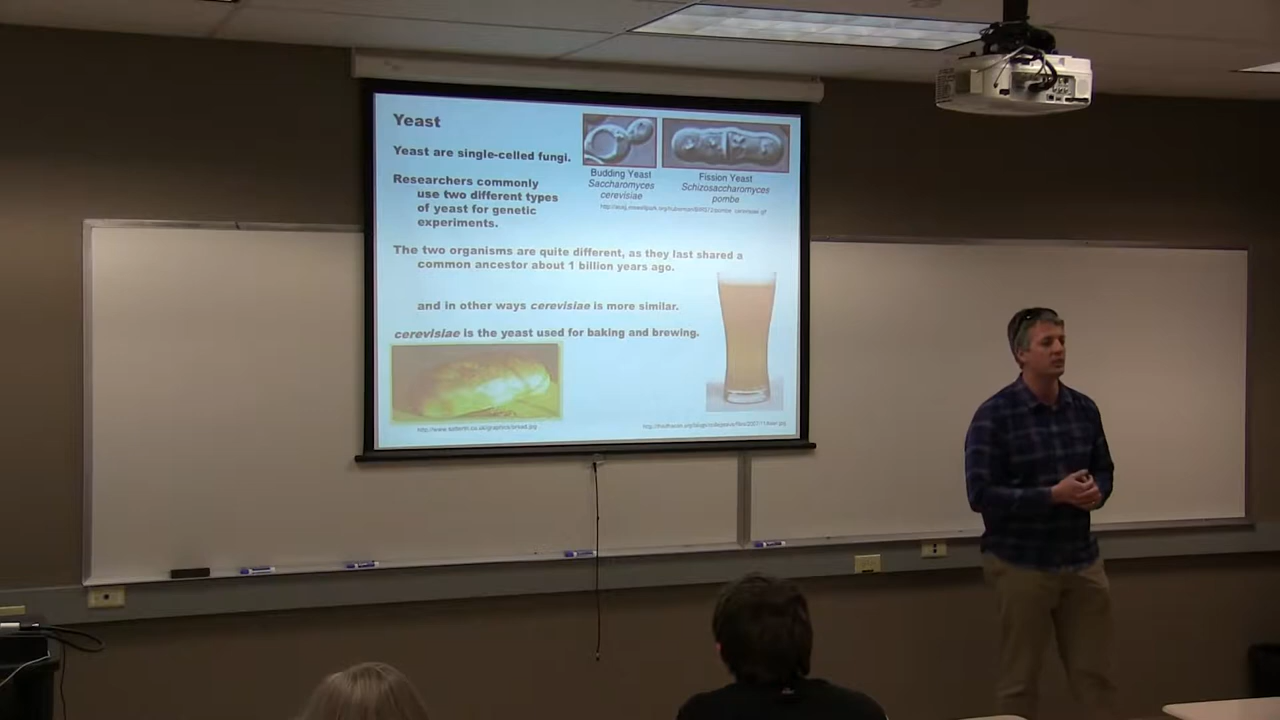 Yeast
Yeast are single-celled fungi.
Researchers commonly
use two different types
of yeast for genetic
experiments.
Budding Yeast
Saccharomyces
cerevisiae
Fission Yeast
Schizosaccharomyces
pombe
The two organisms are quite different, as they last shared a
common ancestor about 1 billion years ago.
and in other ways cerevisiae is more similar.
cerevisiae is the yeast used for baking and brewing.